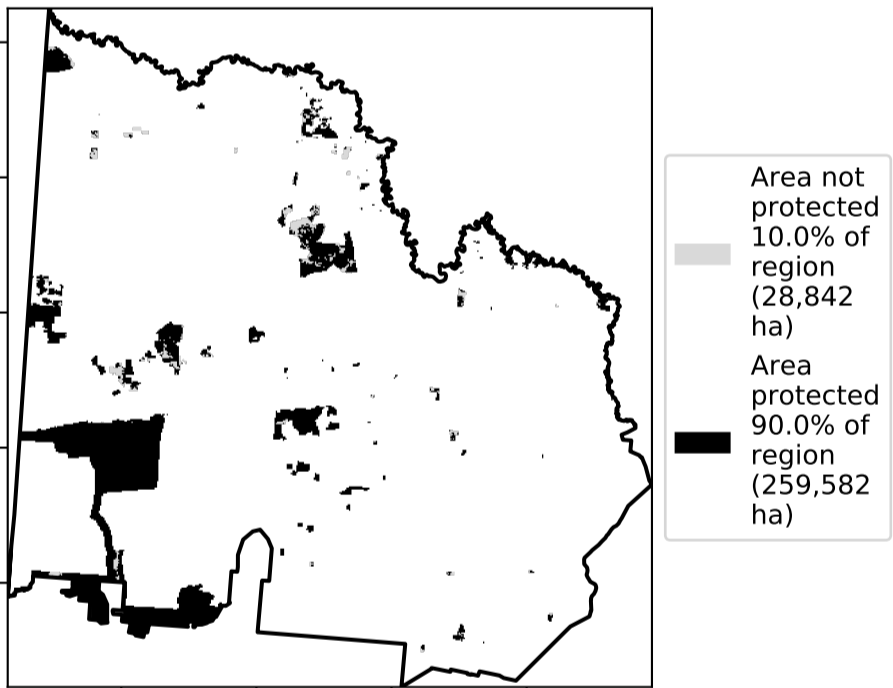 Area not
protected
10.0% of
region
(28,842
ha)
Area
protected
90.0% of
region
(259,582
ha)